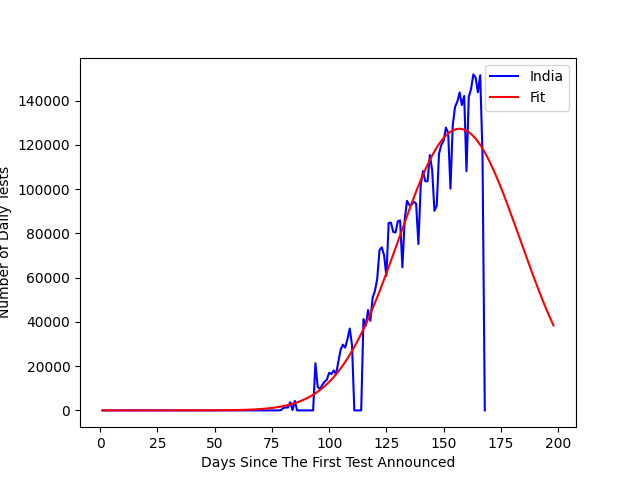 India
Fit
140000
120000
100000
80000
60000
40000
20000
0
Number of Daily Tests
0 25 50 75 100 125 150 175 200
Days Since The First Test Announced